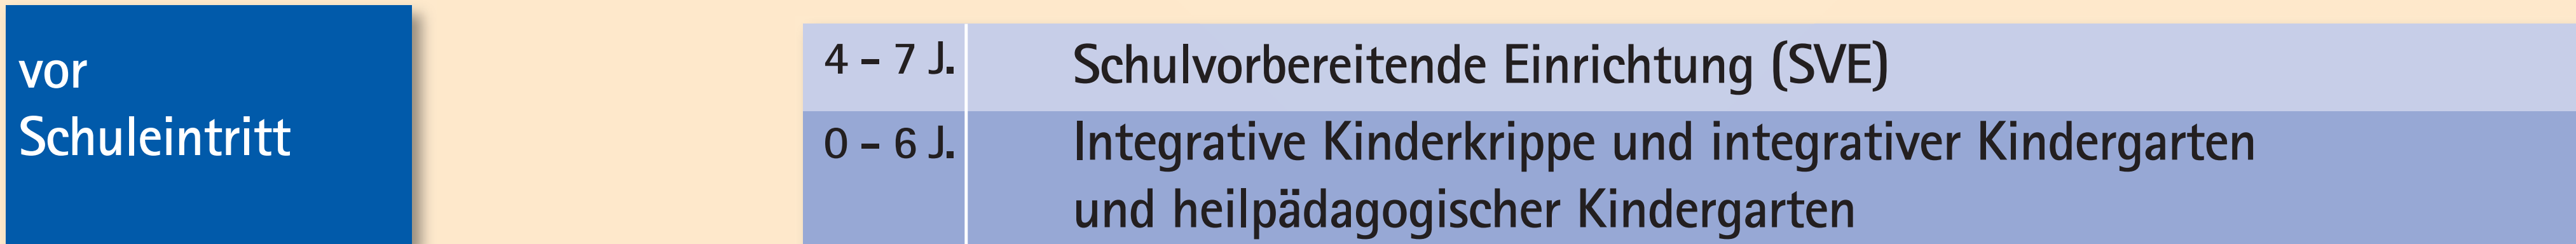 vor
Schuleintritt
4 - 7 J.
Schulvorbereitende Einrichtung (SVE)
0 - 6 J.
Integrative Kinderkrippe und integrativer Kindergarten
und heilpädagogischer Kindergarten